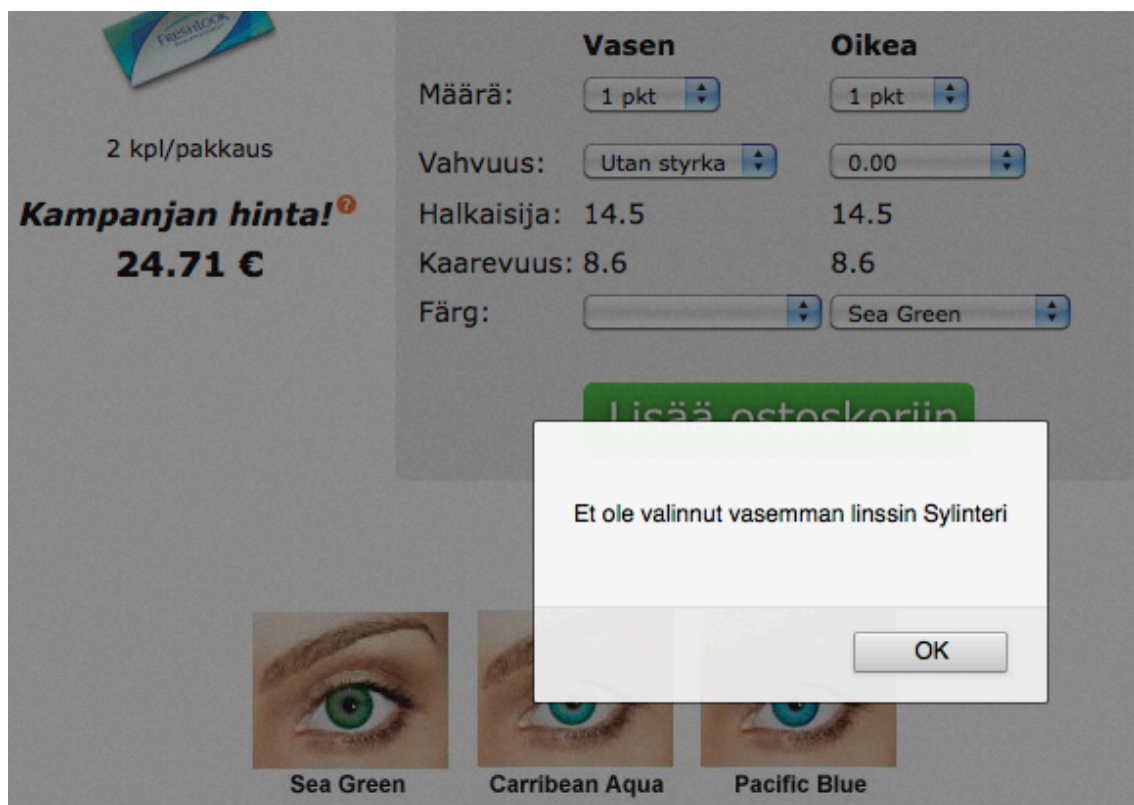 FRESHLOOK
Vasen Oikea
Määrä: 1 pkt 1 pkt
2 kpl/pakkaus
Vahvuus: Utan styrka 0.00
Kampanjan hinta! ?
Halkaisija: 14.5 14.5
24.71 €
Kaarevuus: 8.6 8.6
Färg: Sea Green
Lisää ostoskoriin
Et ole valinnut vasemman linssin Sylinteri
OK
Sea Green Carribean Aqua Pacific Blue